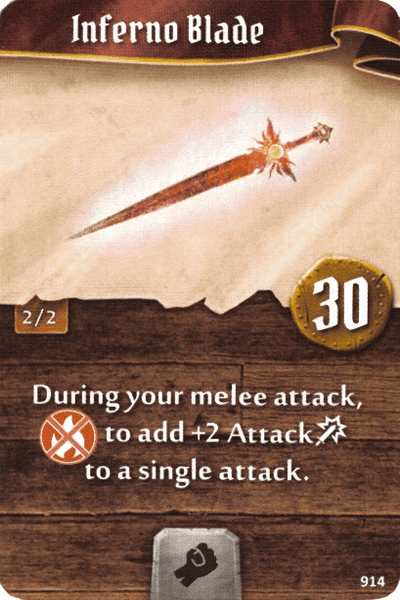 Inferno Blade
2/2
30
During your melee attack,
to add +2 Attack
to a single attack.
914